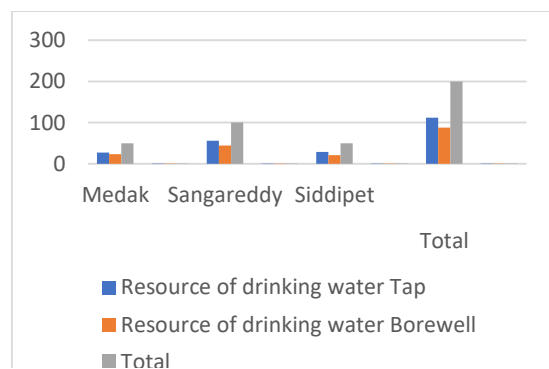 300
200
100
0
Medak Sangareddy Siddipet
Total
Resource of drinking water Tap
Resource of drinking water Borewell
Total